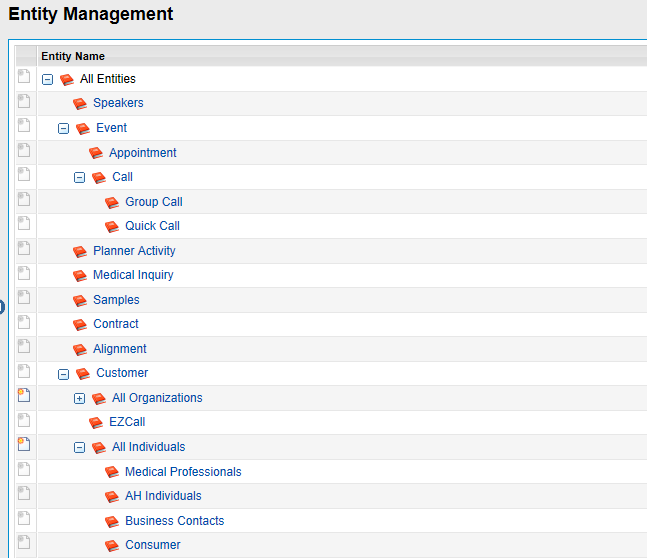 Entity Management
Entity Name
All Entities
Speakers
Event
Appointment
Call
Group Call
Quick Call
Planner Activity
Medical Inquiry
Samples
Contract
Alignment
Customer
All Organizations
EZCall
All Individuals
Medical Professionals
AH Individuals
Business Contacts
Consumer